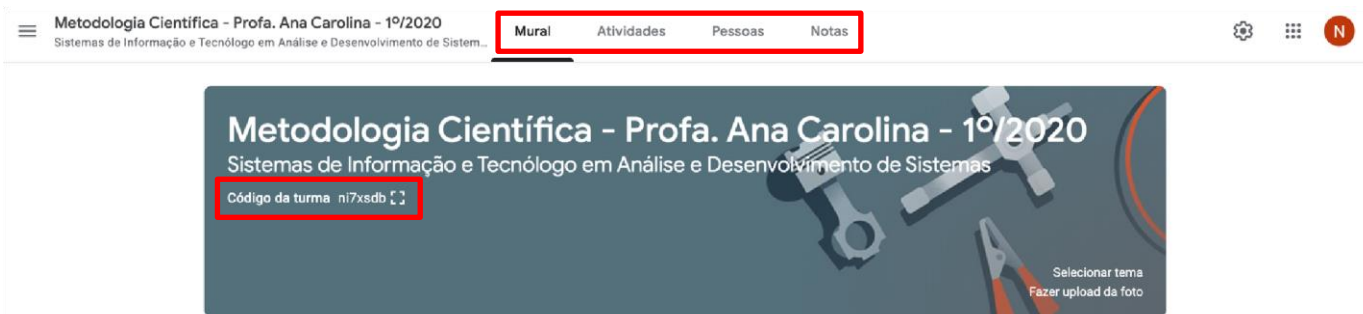 Metodologia Científica - Profa. Ana Carolina - 1º/2020
Sistemas de Informação e Tecnólogo em Análise e Desenvolvimento de Sistem...
Mural Atividades Pessoas Notas
N
Metodologia Científica - Profa. Ana Carolina - 1º/2020
Sistemas de Informação e Tecnólogo em Análise e Desenvolvimento de Sistemas
Código da turma ni7xsdb
Selecionar tema
Fazer upload da foto